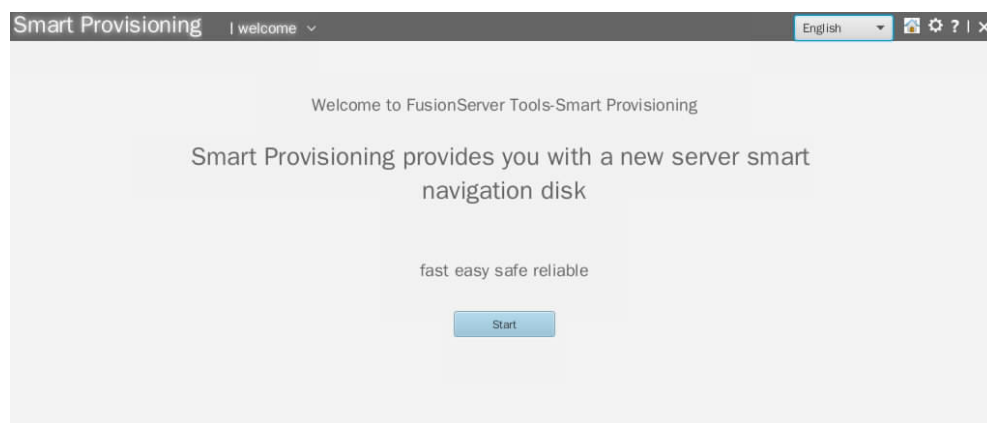 Smart Provisioning | welcome English ? | ×
Welcome to FusionServer Tools-Smart Provisioning
Smart Provisioning provides you with a new server smart
navigation disk
fast easy safe reliable
Start